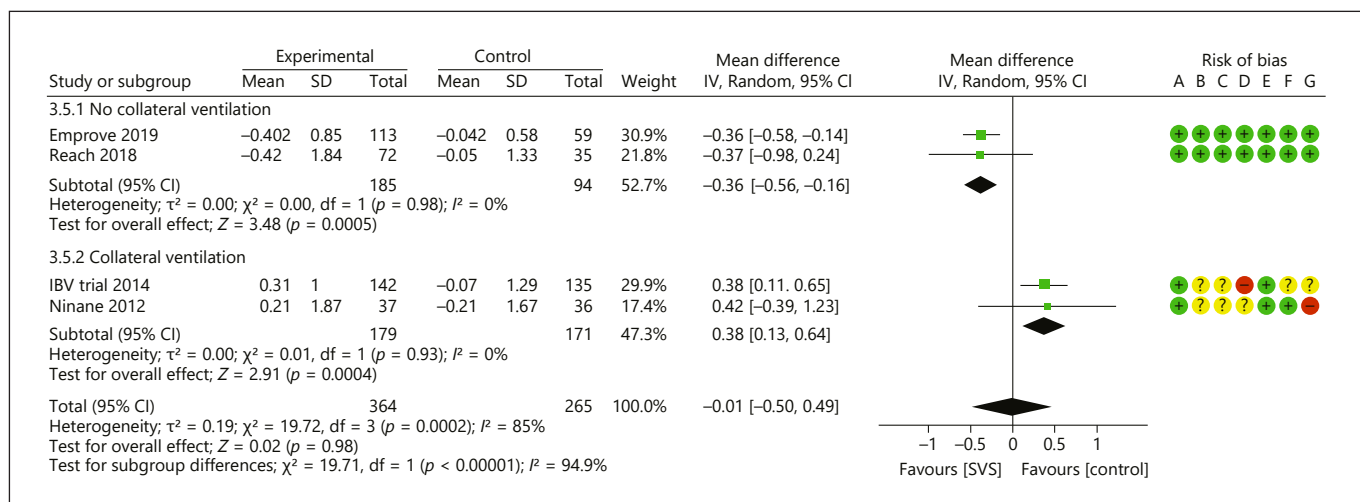 Experimental Control Mean difference Mean difference Risk of bias
Study or subgroup Mean SD Total Mean SD Total Weight IV, Random, 95% CI IV, Random, 95% CI A B C D E F G
3.5.1 No collateral ventilation
Emprove 2019 −0.402 0.85 113 −0.042 0.58 59 30.9% −0.36 [−0.58, −0.14] + + + + + + +
Reach 2018 −0.42 1.84 72 −0.05 1.33 35 21.8% −0.37 [−0.98, 0.24] + + + + + + +
Subtotal (95% CI) 185 94 52.7% −0.36 [−0.56, −0.16]
Heterogeneity; τ² = 0.00; χ² = 0.00, df = 1 (p = 0.98); I² = 0%
Test for overall effect; Z = 3.48 (p = 0.0005)
3.5.2 Collateral ventilation
IBV trial 2014 0.31 1 142 −0.07 1.29 135 29.9% 0.38 [0.11. 0.65) + ? ? − + ? ?
Ninane 2012 0.21 1.87 37 −0.21 1.67 36 17.4% 0.42 [−0.39, 1.23) + ? ? ? + + −
Subtotal (95% CI) 179 171 47.3% 0.38 [0.13, 0.64]
Heterogeneity; τ² = 0.00; χ² = 0.01, df = 1 (p = 0.93); I² = 0%
Test for overall effect; Z = 2.91 (p = 0.0004)
Total (95% CI) 364 265 100.0% −0.01 [−0.50, 0.49]
Heterogeneity; τ² = 0.19; χ² = 19.72, df = 3 (p = 0.0002); I² = 85%
Test for overall effect; Z = 0.02 (p = 0.98)
Test for subgroup differences; χ² = 19.71, df = 1 (p < 0.00001); I² = 94.9%
−1 −0.5 0 0.5 1
Favours [SVS] Favours [control]